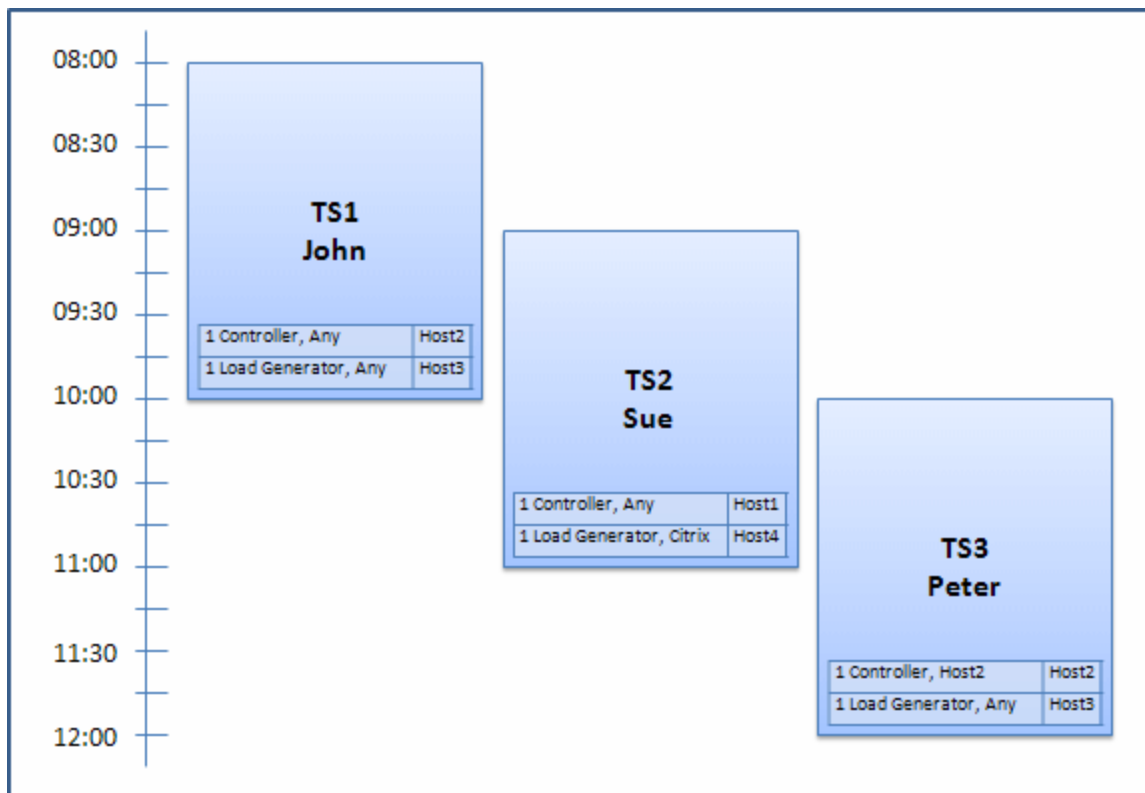 08:00
08:30
09:00
09:30
10:00
10:30
11:00
11:30
12:00
TS1
John
1 Controller, Any Host2
1 Load Generator, Any Host3
TS2
Sue
1 Controller, Any Host1
1 Load Generator, Citrix Host4
TS3
Peter
1 Controller, Host2 Host2
1 Load Generator, Any Host3